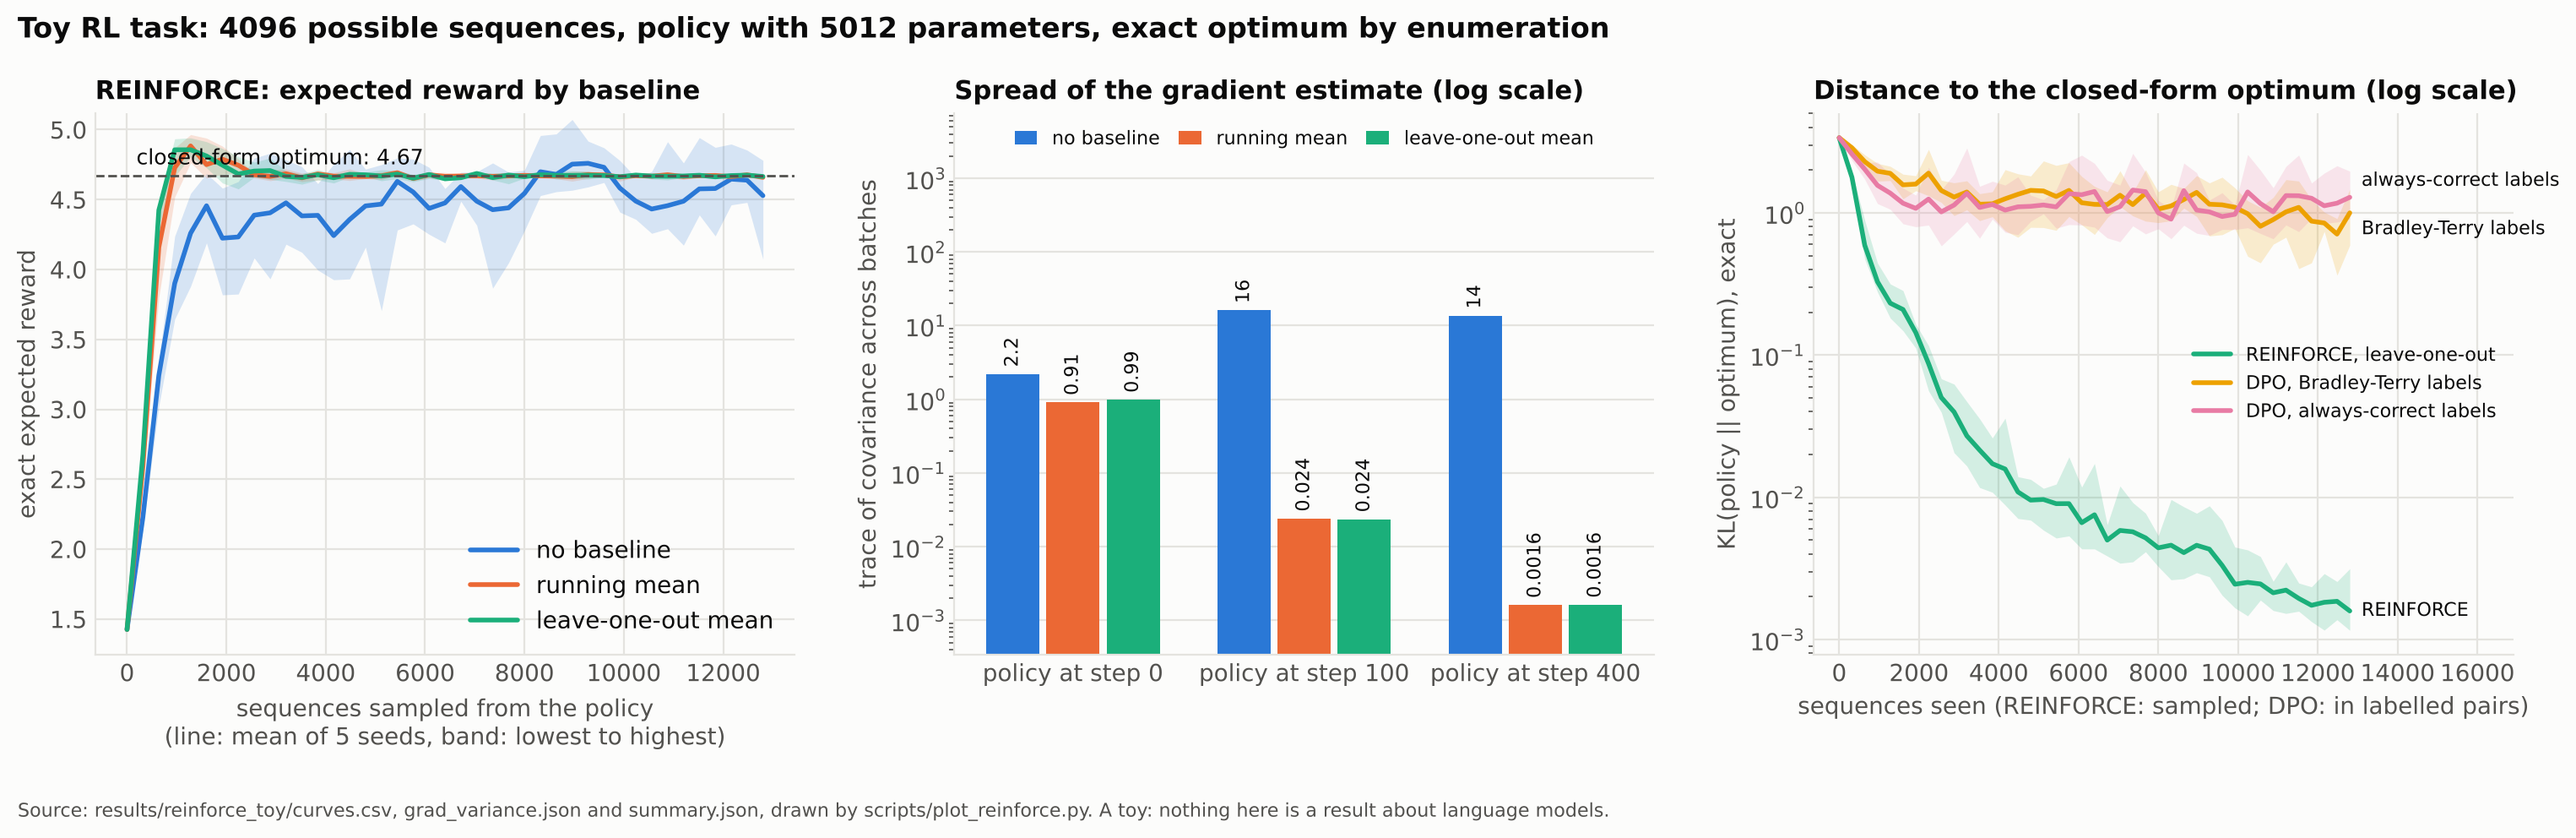 Toy RL task: 4096 possible sequences, policy with 5012 parameters, exact optimum by enumeration
REINFORCE: expected reward by baseline
5.0
4.5
4.0
3.5
3.0
2.5
2.0
1.5
exact expected reward
closed-form optimum: 4.67
no baseline
running mean
leave-one-out mean
0 2000 4000 6000 8000 10000 12000
sequences sampled from the policy
(line: mean of 5 seeds, band: lowest to highest)
Spread of the gradient estimate (log scale)
no baseline running mean leave-one-out mean
10³
10²
10¹
10⁰
10⁻¹
10⁻²
10⁻³
trace of covariance across batches
2.2 0.91 0.99
16 0.024 0.024
14 0.0016 0.0016
policy at step 0 policy at step 100 policy at step 400
Distance to the closed-form optimum (log scale)
10⁰
10⁻¹
10⁻²
10⁻³
KL(policy || optimum), exact
always-correct labels
Bradley-Terry labels
REINFORCE, leave-one-out
DPO, Bradley-Terry labels
DPO, always-correct labels
REINFORCE
0 2000 4000 6000 8000 10000 12000 14000 16000
sequences seen (REINFORCE: sampled; DPO: in labelled pairs)
Source: results/reinforce_toy/curves.csv, grad_variance.json and summary.json, drawn by scripts/plot_reinforce.py. A toy: nothing here is a result about language models.